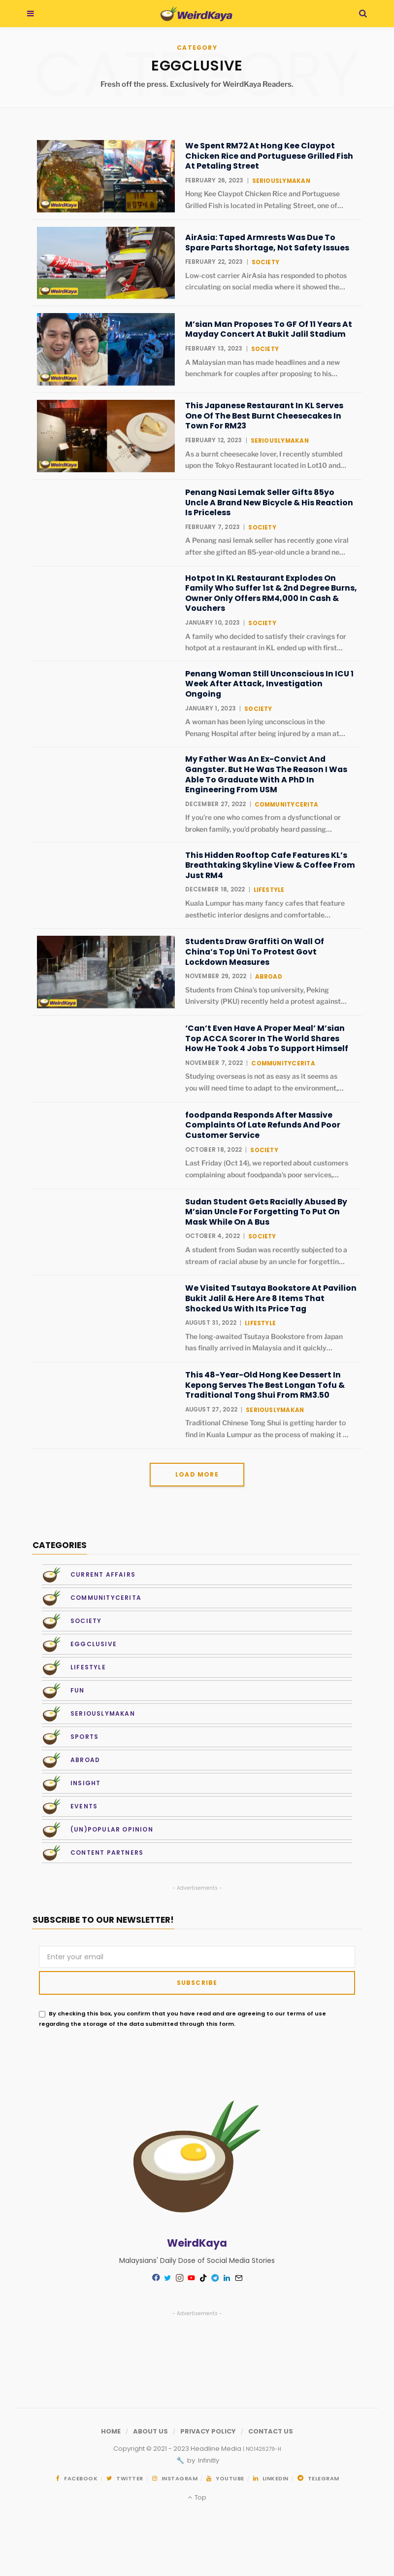 WeirdKaya
CATEGORY
CATEGORY
EGGCLUSIVE
Fresh off the press. Exclusively for WeirdKaya Readers.
We Spent RM72 At Hong Kee Claypot
Chicken Rice and Portuguese Grilled Fish
At Petaling Street
FEBRUARY 26, 2023 | SERIOUSLYMAKAN
Hong Kee Claypot Chicken Rice and Portuguese
Grilled Fish is located in Petaling Street, one of…
WeirdKaya
AirAsia: Taped Armrests Was Due To
Spare Parts Shortage, Not Safety Issues
FEBRUARY 22, 2023 | SOCIETY
Low-cost carrier AirAsia has responded to photos
circulating on social media where it showed the…
WeirdKaya
M'sian Man Proposes To GF Of 11 Years At
Mayday Concert At Bukit Jalil Stadium
FEBRUARY 13, 2023 | SOCIETY
A Malaysian man has made headlines and a new
benchmark for couples after proposing to his…
WeirdKaya
This Japanese Restaurant In KL Serves
One Of The Best Burnt Cheesecakes In
Town For RM23
FEBRUARY 12, 2023 | SERIOUSLYMAKAN
As a burnt cheesecake lover, I recently stumbled
upon the Tokyo Restaurant located in Lot10 and…
WeirdKaya
Penang Nasi Lemak Seller Gifts 85yo
Uncle A Brand New Bicycle & His Reaction
Is Priceless
FEBRUARY 7, 2023 | SOCIETY
A Penang nasi lemak seller has recently gone viral
after she gifted an 85-year-old uncle a brand ne…
Hotpot In KL Restaurant Explodes On
Family Who Suffer 1st & 2nd Degree Burns,
Owner Only Offers RM4,000 In Cash &
Vouchers
JANUARY 10, 2023 | SOCIETY
A family who decided to satisfy their cravings for
hotpot at a restaurant in KL ended up with first…
Penang Woman Still Unconscious In ICU 1
Week After Attack, Investigation
Ongoing
JANUARY 1, 2023 | SOCIETY
A woman has been lying unconscious in the
Penang Hospital after being injured by a man at…
My Father Was An Ex-Convict And
Gangster. But He Was The Reason I Was
Able To Graduate With A PhD In
Engineering From USM
DECEMBER 27, 2022 | COMMUNITYCERITA
If you're one who comes from a dysfunctional or
broken family, you'd probably heard passing…
This Hidden Rooftop Cafe Features KL's
Breathtaking Skyline View & Coffee From
Just RM4
DECEMBER 18, 2022 | LIFESTYLE
Kuala Lumpur has many fancy cafes that feature
aesthetic interior designs and comfortable…
Students Draw Graffiti On Wall Of
China's Top Uni To Protest Govt
Lockdown Measures
NOVEMBER 29, 2022 | ABROAD
Students from China's top university, Peking
University (PKU) recently held a protest against…
WeirdKaya
'Can't Even Have A Proper Meal' M'sian
Top ACCA Scorer In The World Shares
How He Took 4 Jobs To Support Himself
NOVEMBER 7, 2022 | COMMUNITYCERITA
Studying overseas is not as easy as it seems as
you will need time to adapt to the environment,…
foodpanda Responds After Massive
Complaints Of Late Refunds And Poor
Customer Service
OCTOBER 18, 2022 | SOCIETY
Last Friday (Oct 14), we reported about customers
complaining about foodpanda's poor services,…
Sudan Student Gets Racially Abused By
M'sian Uncle For Forgetting To Put On
Mask While On A Bus
OCTOBER 4, 2022 | SOCIETY
A student from Sudan was recently subjected to a
stream of racial abuse by an uncle for forgettin…
We Visited Tsutaya Bookstore At Pavilion
Bukit Jalil & Here Are 8 Items That
Shocked Us With Its Price Tag
AUGUST 31, 2022 | LIFESTYLE
The long-awaited Tsutaya Bookstore from Japan
has finally arrived in Malaysia and it quickly…
This 48-Year-Old Hong Kee Dessert In
Kepong Serves The Best Longan Tofu &
Traditional Tong Shui From RM3.50
AUGUST 27, 2022 | SERIOUSLYMAKAN
Traditional Chinese Tong Shui is getting harder to
find in Kuala Lumpur as the process of making it …
LOAD MORE
CATEGORIES
CURRENT AFFAIRS
COMMUNITYCERITA
SOCIETY
EGGCLUSIVE
LIFESTYLE
FUN
SERIOUSLYMAKAN
SPORTS
ABROAD
INSIGHT
EVENTS
(UN)POPULAR OPINION
CONTENT PARTNERS
- Advertisements -
SUBSCRIBE TO OUR NEWSLETTER!
Enter your email
SUBSCRIBE
By checking this box, you confirm that you have read and are agreeing to our terms of use
regarding the storage of the data submitted through this form.
WeirdKaya
Malaysians' Daily Dose of Social Media Stories
- Advertisements -
HOME / ABOUT US / PRIVACY POLICY / CONTACT US
Copyright © 2021 - 2023 Headline Media | NO1426279-H
by Infinitly
FACEBOOK | TWITTER | INSTAGRAM | YOUTUBE | LINKEDIN | TELEGRAM
Top